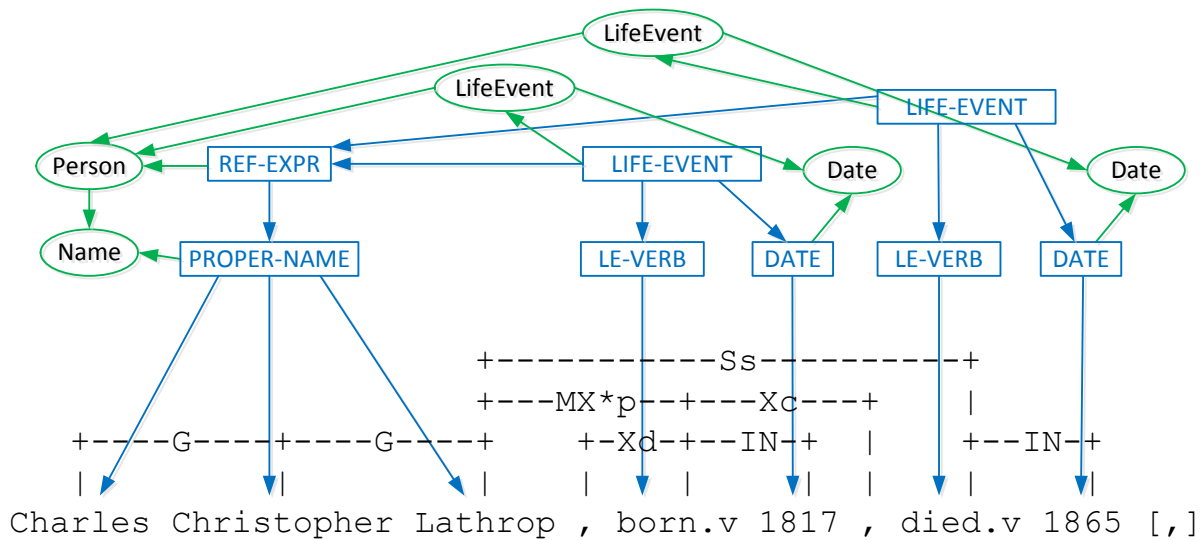 LifeEvent
LifeEvent
LIFE-EVENT
Person
REF-EXPR
LIFE-EVENT
Date
Date
Name
PROPER-NAME
LE-VERB
DATE
LE-VERB
DATE
+------------Ss---------+
+---MX*p--+---Xc---+ |
+----G----+----G----+ +-Xd-+--IN-+ | +--IN-+
| | | | | | | | |
Charles Christopher Lathrop , born.v 1817 , died.v 1865 [,]